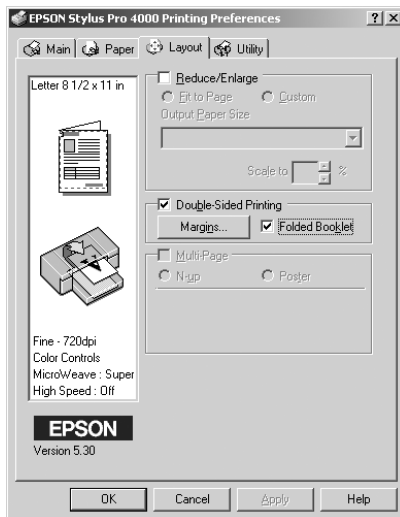 EPSON Stylus Pro 4000 Printing Preferences
Main
Paper
Layout
Utility
Letter 8 1/2 x 11 in
Reduce/Enlarge
Fit to Page
Custom
Output Paper Size
Scale to
%
Double-Sided Printing
Margins...
Folded Booklet
Multi-Page
N-up
Poster
Fine - 720dpi
Color Controls
MicroWeave : Super
High Speed : Off
EPSON
Version 5.30
OK
Cancel
Apply
Help